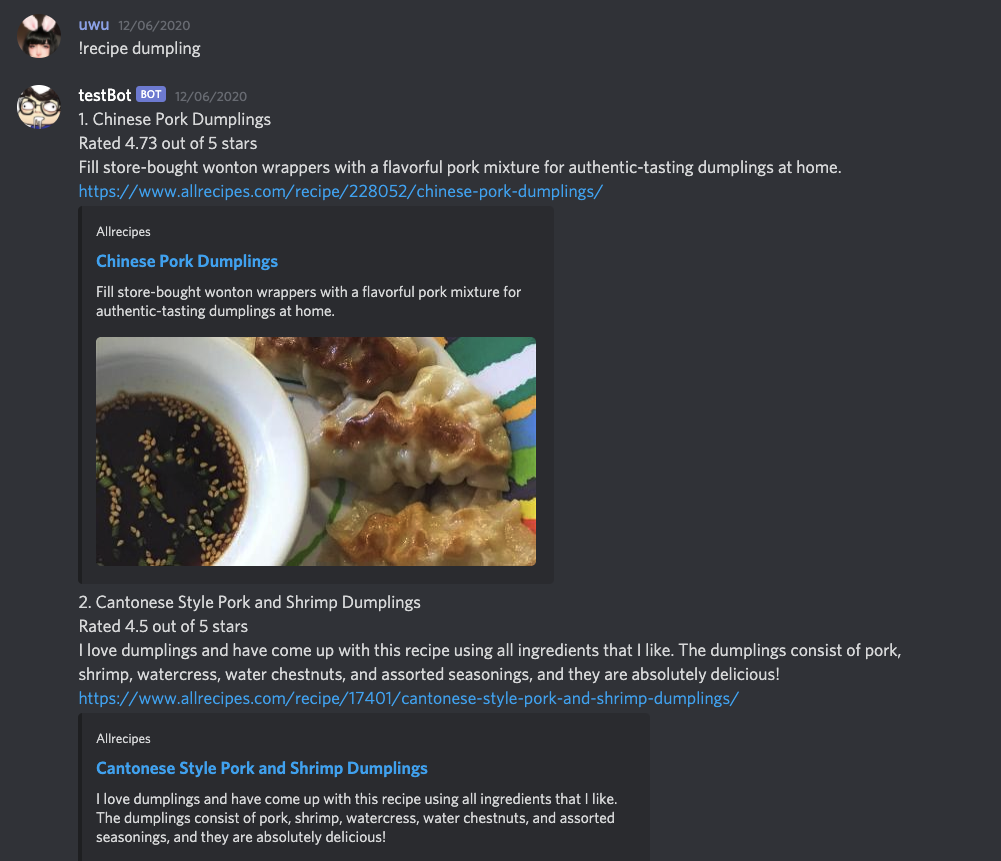 uwu 12/06/2020
!recipe dumpling
testBot BOT 12/06/2020
1. Chinese Pork Dumplings
Rated 4.73 out of 5 stars
Fill store-bought wonton wrappers with a flavorful pork mixture for authentic-tasting dumplings at home.
https://www.allrecipes.com/recipe/228052/chinese-pork-dumplings/
Allrecipes
Chinese Pork Dumplings
Fill store-bought wonton wrappers with a flavorful pork mixture for
authentic-tasting dumplings at home.
2. Cantonese Style Pork and Shrimp Dumplings
Rated 4.5 out of 5 stars
I love dumplings and have come up with this recipe using all ingredients that I like. The dumplings consist of pork,
shrimp, watercress, water chestnuts, and assorted seasonings, and they are absolutely delicious!
https://www.allrecipes.com/recipe/17401/cantonese-style-pork-and-shrimp-dumplings/
Allrecipes
Cantonese Style Pork and Shrimp Dumplings
I love dumplings and have come up with this recipe using all ingredients that I like.
The dumplings consist of pork, shrimp, watercress, water chestnuts, and assorted
seasonings, and they are absolutely delicious!